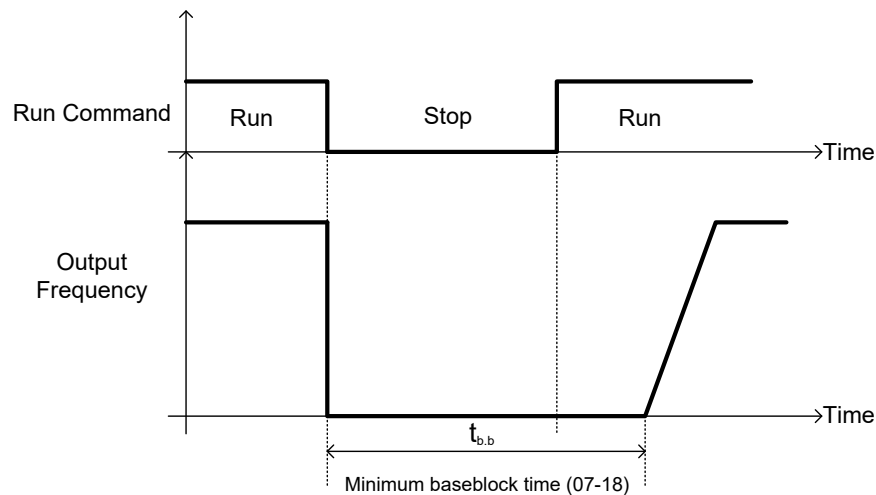 Run Command
Run
Stop
Run
Time
Output
Frequency
Time
tb.b
Minimum baseblock time (07-18)